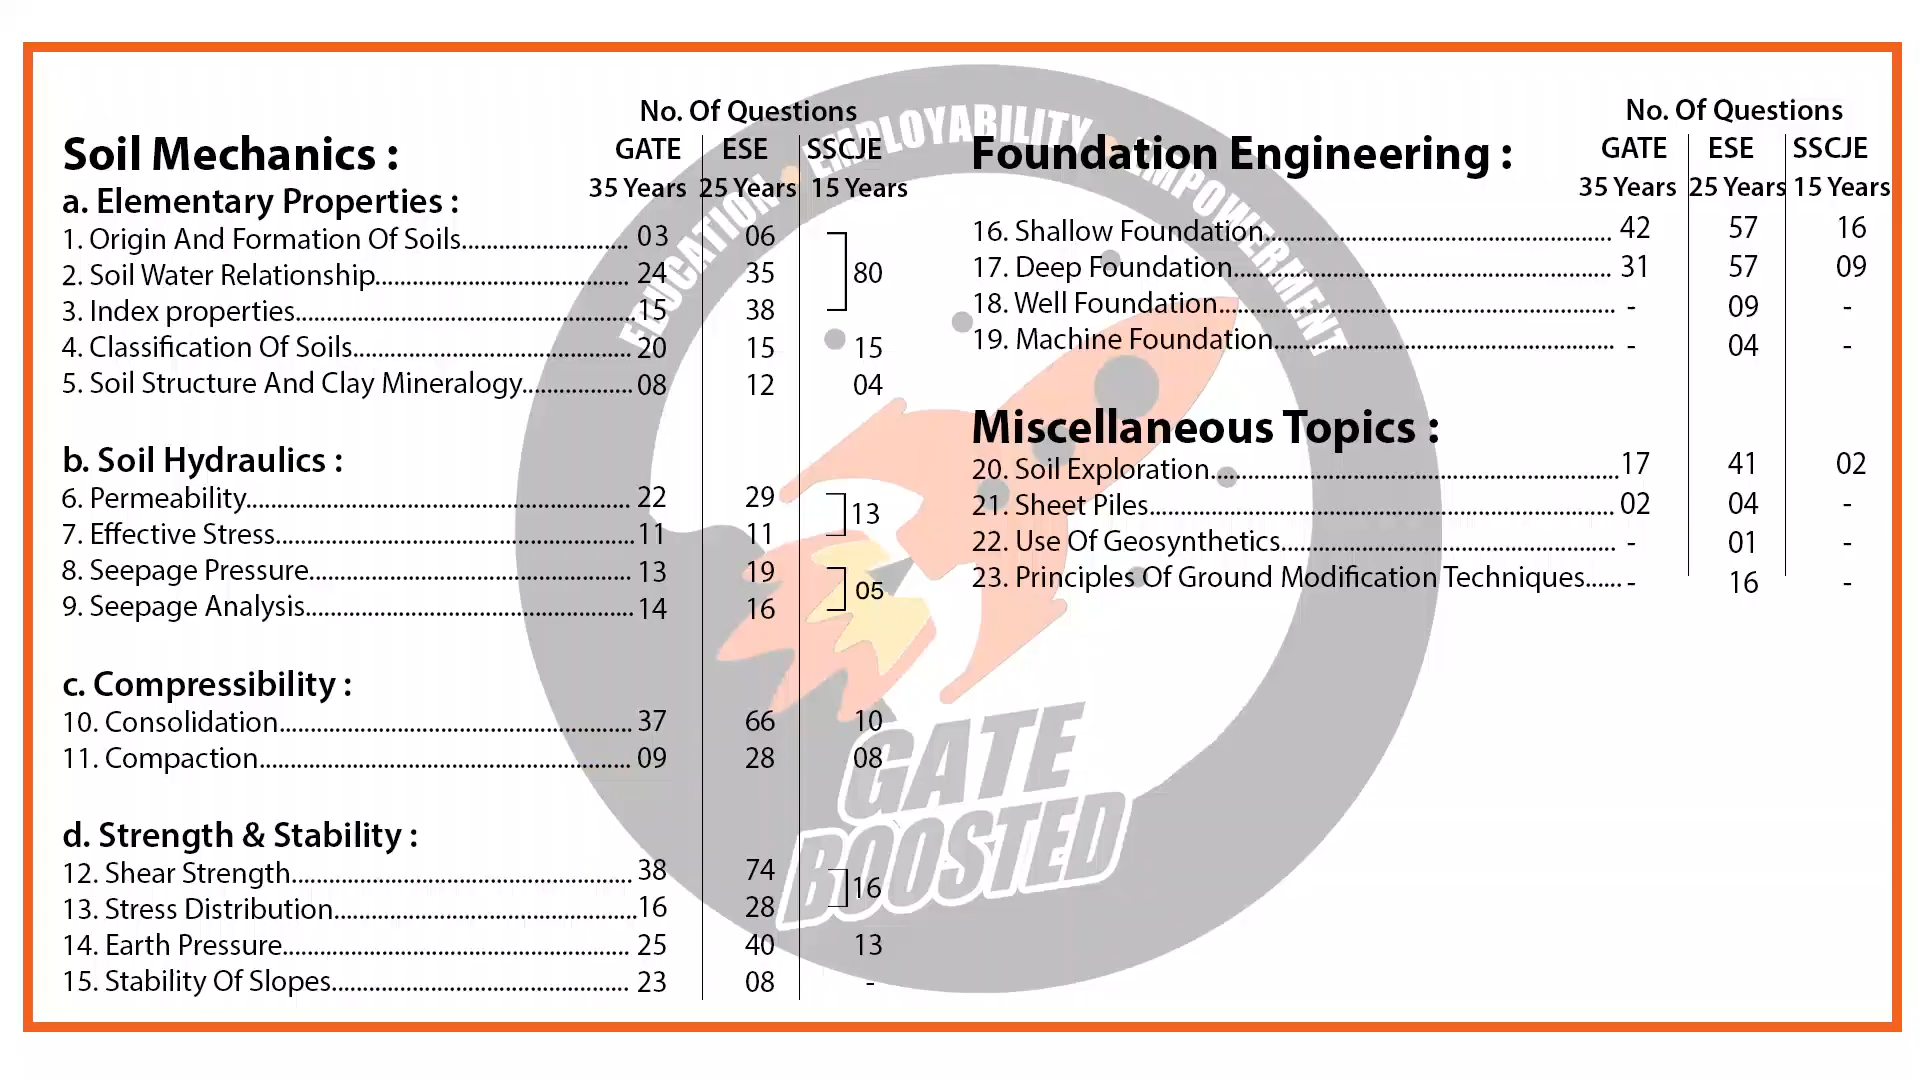 No. Of Questions
Soil Mechanics : GATE ESE SSCJE
35 Years 25 Years 15 Years
a. Elementary Properties :
1. Origin And Formation Of Soils............................ 03 06
2. Soil Water Relationship.......................................... 24 35 80
3. Index properties.......................................................15 38
4. Classification Of Soils............................................. 20 15 15
5. Soil Structure And Clay Mineralogy.................. 08 12 04
b. Soil Hydraulics :
6. Permeability.............................................................. 22 29 13
7. Effective Stress..........................................................11 11
8. Seepage Pressure.................................................... 13 19 05
9. Seepage Analysis..................................................... 14 16
c. Compressibility :
10. Consolidation......................................................... 37 66 10
11. Compaction............................................................ 09 28 08
d. Strength & Stability :
12. Shear Strength....................................................... 38 74 16
13. Stress Distribution.................................................16 28
14. Earth Pressure........................................................ 25 40 13
15. Stability Of Slopes................................................ 23 08 -
No. Of Questions
Foundation Engineering : GATE ESE SSCJE
35 Years 25 Years 15 Years
16. Shallow Foundation........................................................ 42 57 16
17. Deep Foundation............................................................. 31 57 09
18. Well Foundation................................................................ - 09 -
19. Machine Foundation....................................................... - 04 -
Miscellaneous Topics :
20. Soil Exploration..................................................................17 41 02
21. Sheet Piles........................................................................... 02 04 -
22. Use Of Geosynthetics...................................................... - 01 -
23. Principles Of Ground Modification Techniques...... - 16 -
EDUCATION • EMPLOYABILITY • EMPOWERMENT
GATE
BOOSTED